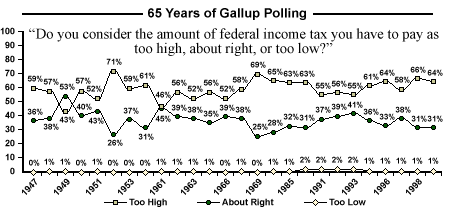 65 Years of Gallup Polling
“Do you consider the amount of federal income tax you have to pay as
too high, about right, or too low?”
100
90
80
70
60
50
40
30
20
10
0
59% 57% 53% 57% 52% 71% 59% 61% 46% 56% 52% 56% 52% 58% 69% 65% 63% 63% 55% 56% 55% 61% 64% 58% 66% 64%
36% 38% 43% 40% 43% 26% 37% 31% 45% 39% 38% 35% 39% 38% 25% 28% 32% 31% 37% 39% 41% 36% 33% 38% 31% 31%
0% 1% 0% 1% 0% 0% 0% 1% 1% 1% 1% 1% 1% 1% 1% 2% 2% 2% 2% 1% 1% 1% 1% 1%
1947 1949 1951 1953 1961 1963 1966 1969 1985 1991 1993 1996 1998
Too High About Right Too Low